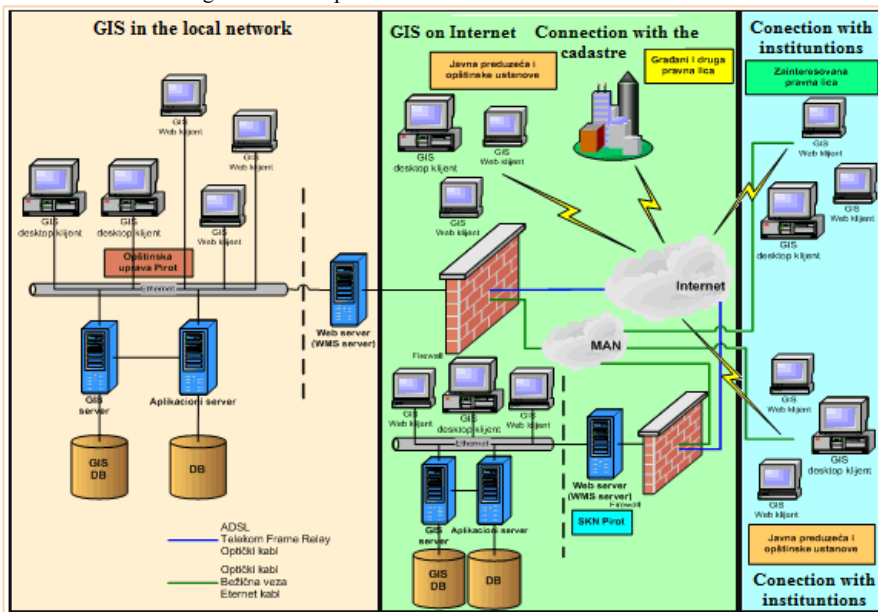 GIS in the local network
GIS
Web klijent
GIS
Web klijent
GIS
desktop klijent
GIS
desktop klijent
GIS
Web klijent
Opštinska
uprava Pirot
Ethernet
GIS
server
Aplikacioni server
GIS
DB
DB
Web server
(WMS server)
ADSL
Telekom Frame Relay
Optički kabl
Optički kabl
Bežična veza
Eternet kabl
GIS on Internet
Connection with the
cadastre
Javna preduzeća i
opštinske ustanove
Građani i druga
pravna lica
GIS
desktop klijent
GIS
Web klijent
GIS
Web klijent
Firewall
Internet
MAN
GIS
Web klijent
GIS
desktop klijent
GIS
Web klijent
Ethernet
GIS
server
Aplikacioni server
GIS
DB
DB
Web server
(WMS server)
Firewall
SKN Pirot
Conection with
instituntions
Zainteresovana
pravna lica
GIS
Web klijent
GIS
Web klijent
GIS
desktop klijent
GIS
Web klijent
GIS
desktop klijent
GIS
Web klijent
Javna preduzeća i
opštinske ustanove
Conection with
instituntions